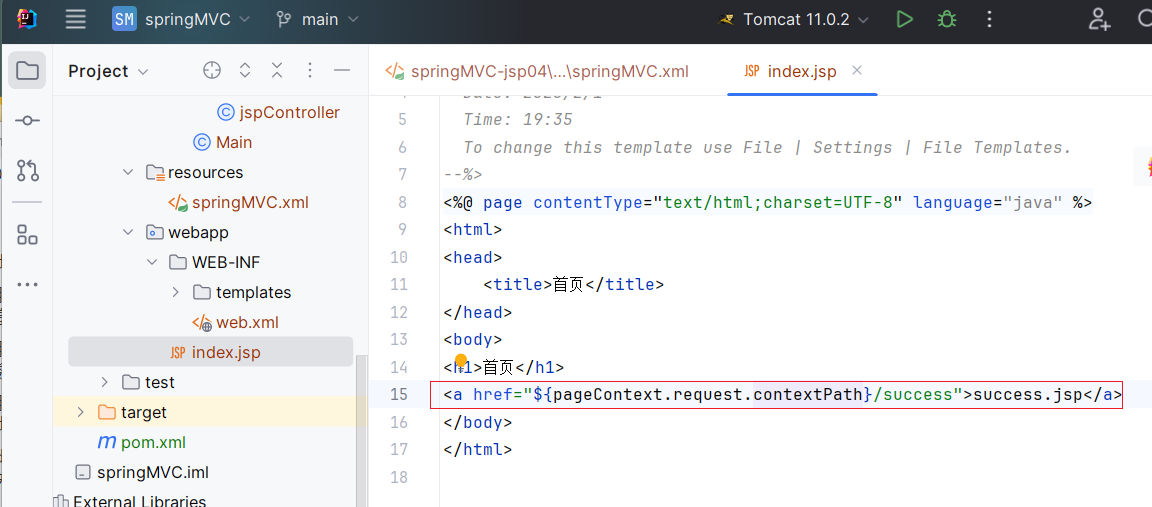 SM springMVC main Tomcat 11.0.2
Project
springMVC-jsp04\...\springMVC.xml JSP index.jsp
jspController
Main
resources
springMVC.xml
webapp
WEB-INF
templates
web.xml
JSP index.jsp
test
target
m pom.xml
springMVC.iml
External Libraries
5 Time: 19:35
6 To change this template use File | Settings | File Templates.
7 --%>
8 <%@ page contentType="text/html;charset=UTF-8" language="java" %>
9 <html>
10 <head>
11 <title>首页</title>
12 </head>
13 <body>
14 <h1>首页</h1>
15 <a href="${pageContext.request.contextPath}/success">success.jsp</a>
16 </body>
17 </html>
18